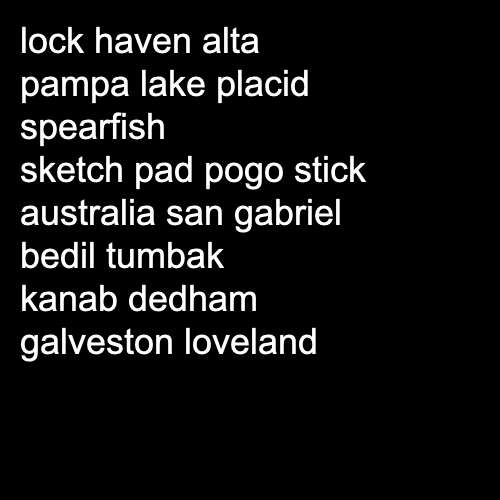 lock haven alta
pampa lake placid
spearfish
sketch pad pogo stick
australia san gabriel
bedil tumbak
kanab dedham
galveston loveland